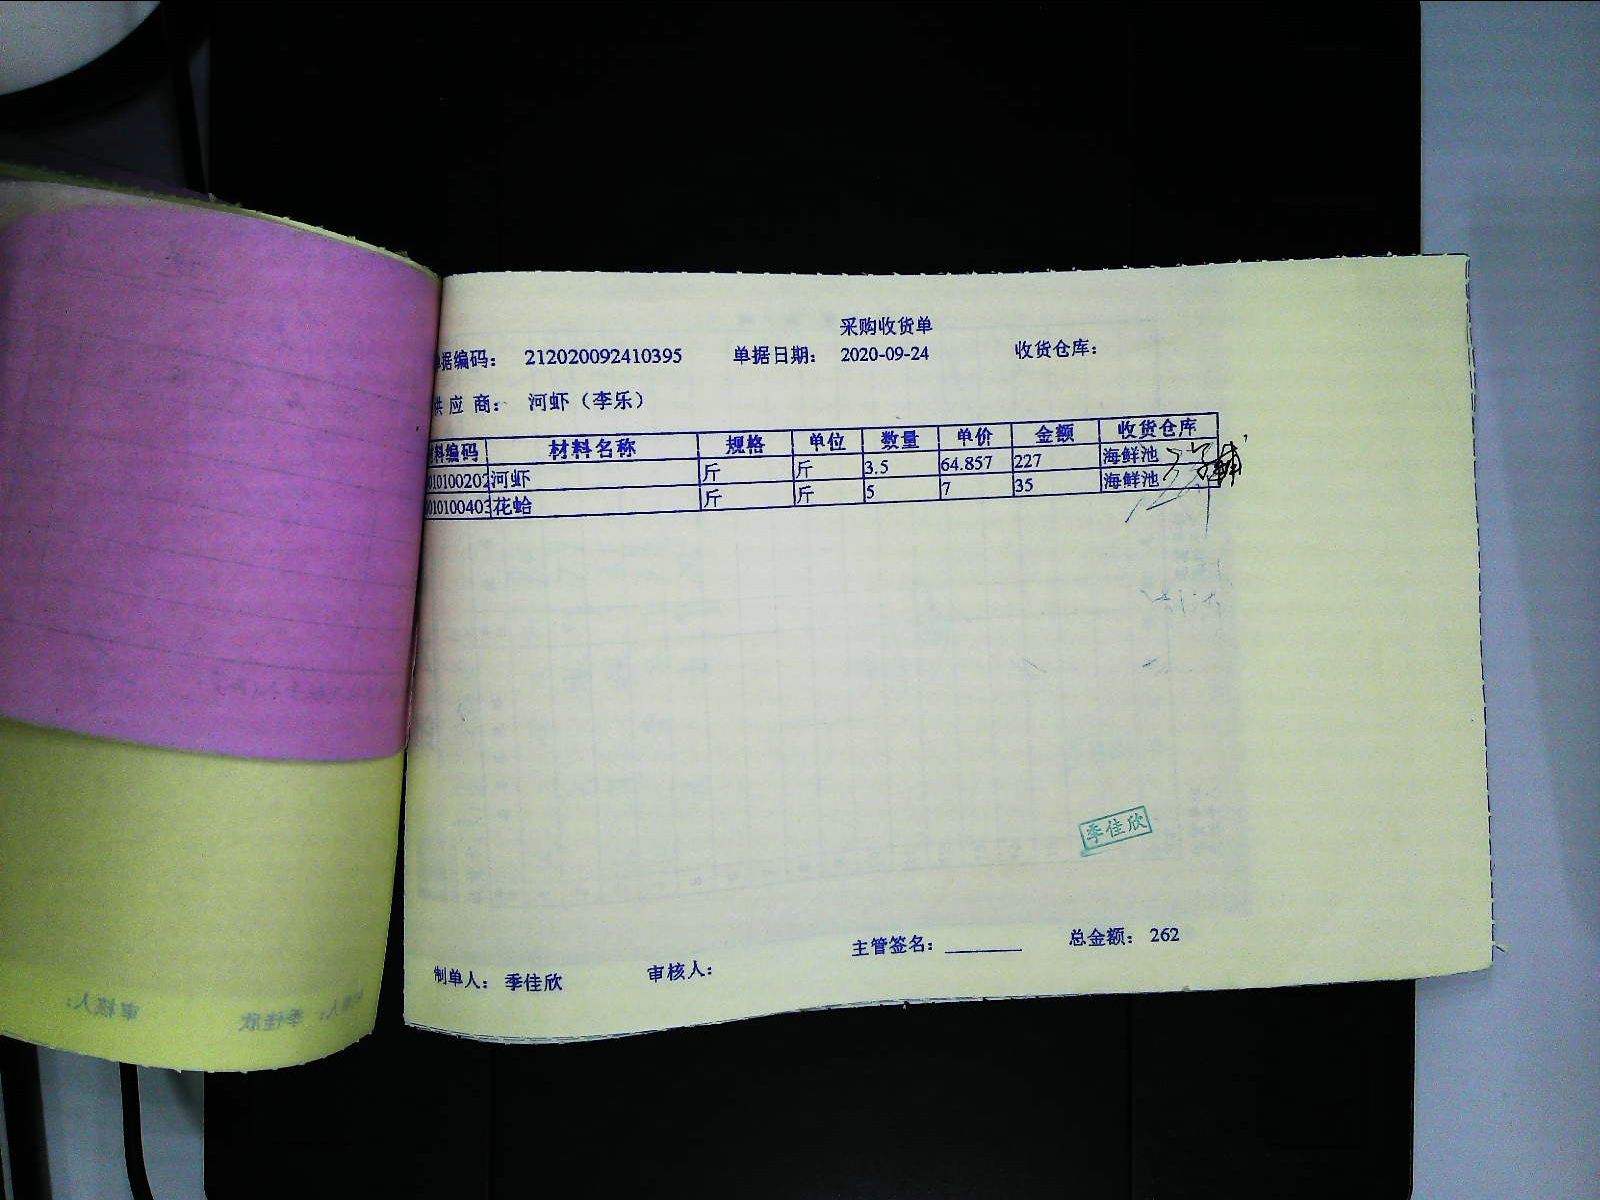 采购收货单
据编码： 212020092410395 单据日期： 2020-09-24 收货仓库：
供应商： 河虾（李乐）
料编码 材料名称 规格 单位 数量 单价 金额 收货仓库
010100202 河虾 斤 斤 3.5 64.857 227 海鲜池
010100403 花蛤 斤 斤 5 7 35 海鲜池
季佳欣
主管签名： 总金额： 262
制单人： 季佳欣 审核人：